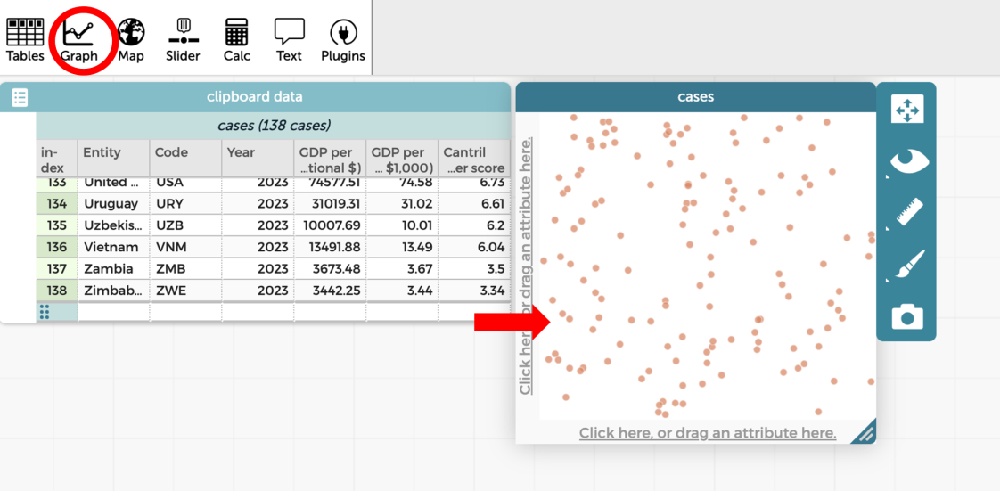 Tables Graph Map Slider Calc Text Plugins
clipboard data
cases (138 cases)
in-dex Entity Code Year GDP per ...tional $) GDP per ... $1,000) Cantril ...er score
133 United ... USA 2023 74577.51 74.58 6.73
134 Uruguay URY 2023 31019.31 31.02 6.61
135 Uzbekis... UZB 2023 10007.69 10.01 6.2
136 Vietnam VNM 2023 13491.88 13.49 6.04
137 Zambia ZMB 2023 3673.48 3.67 3.5
138 Zimbab... ZWE 2023 3442.25 3.44 3.34
cases
Click here, or drag an attribute here.
Click here, or drag an attribute here.